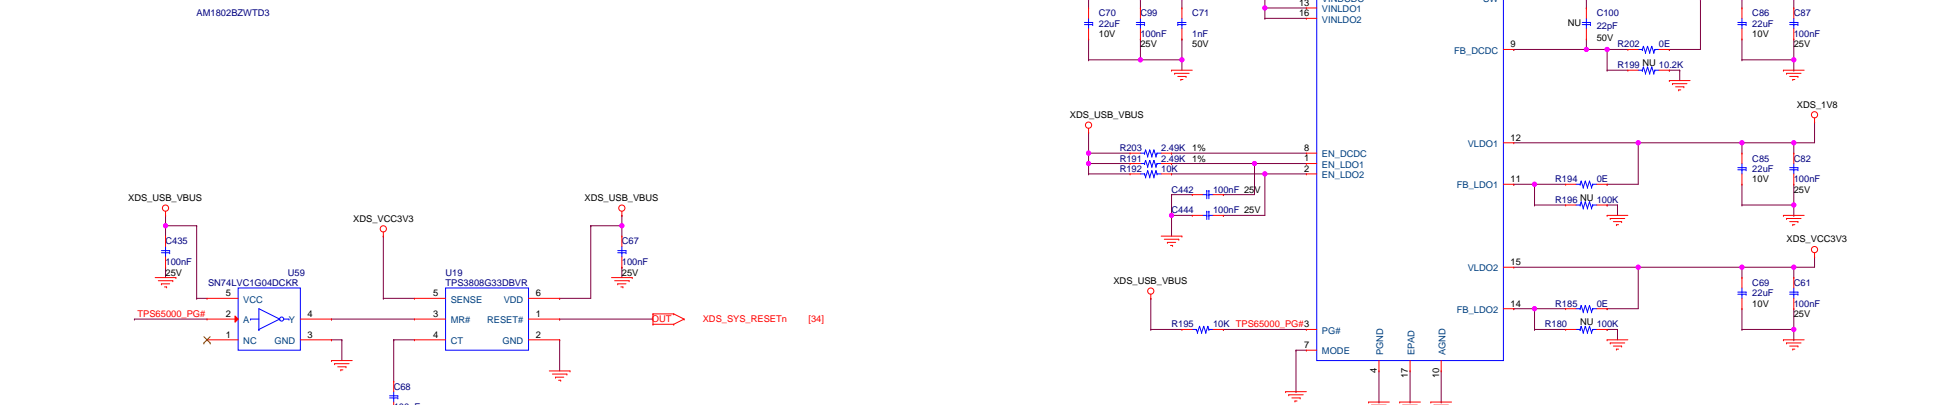 AM1802BZWTD3
XDS_USB_VBUS
C435
100nF
25V
U59
SN74LVC1G04DCKR
5
VCC
TPS65000_PG#
2
A
Y
4
1
NC
GND
3
XDS_VCC3V3
U19
TPS3808G33DBVR
5
SENSE
VDD
6
3
MR#
RESET#
1
4
CT
GND
2
C68
XDS_USB_VBUS
C67
100nF
25V
OUT
XDS_SYS_RESETn
[34]
C70
22uF
10V
C99
100nF
25V
C71
1nF
50V
13
VINLDO1
16
VINLDO2
XDS_USB_VBUS
R203 2.49K 1%
R191 2.49K 1%
R192 10K
8
EN_DCDC
1
EN_LDO1
2
EN_LDO2
C442 100nF 25V
C444 100nF 25V
XDS_USB_VBUS
R195 10K
TPS65000_PG#
3
PG#
7
MODE
PGND
EPAD
AGND
4
17
10
NU
C100
22pF
50V
FB_DCDC
9
R202 0E
R199 NU 10.2K
C86
22uF
10V
C87
100nF
25V
XDS_1V8
VLDO1
12
FB_LDO1
11
R194 0E
R196 NU 100K
C85
22uF
10V
C82
100nF
25V
XDS_VCC3V3
VLDO2
15
FB_LDO2
14
R185 0E
R180 NU 100K
C69
22uF
10V
C61
100nF
25V